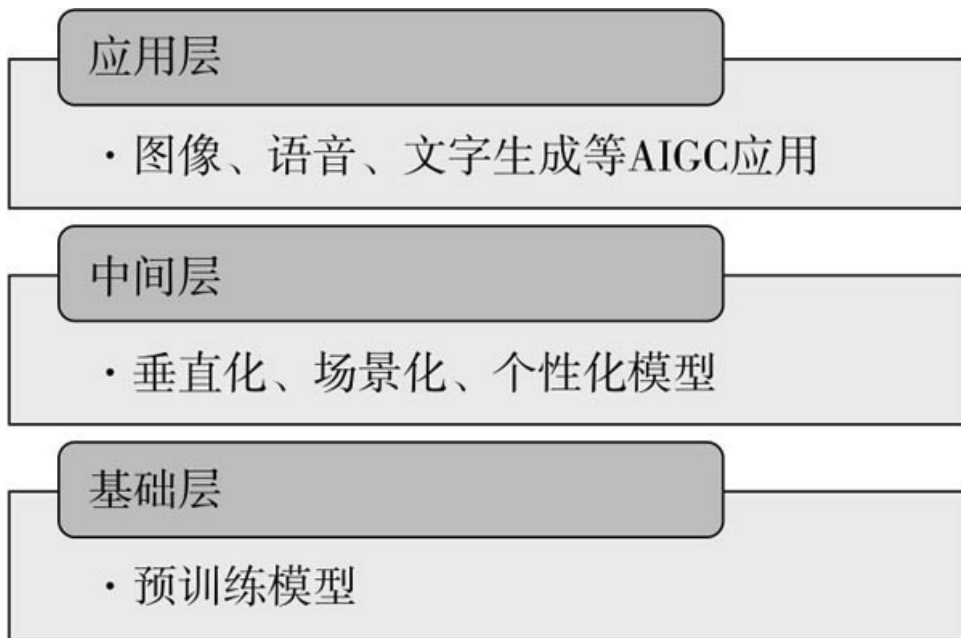 应用层
·图像、语音、文字生成等AIGC应用
中间层
·垂直化、场景化、个性化模型
基础层
·预训练模型